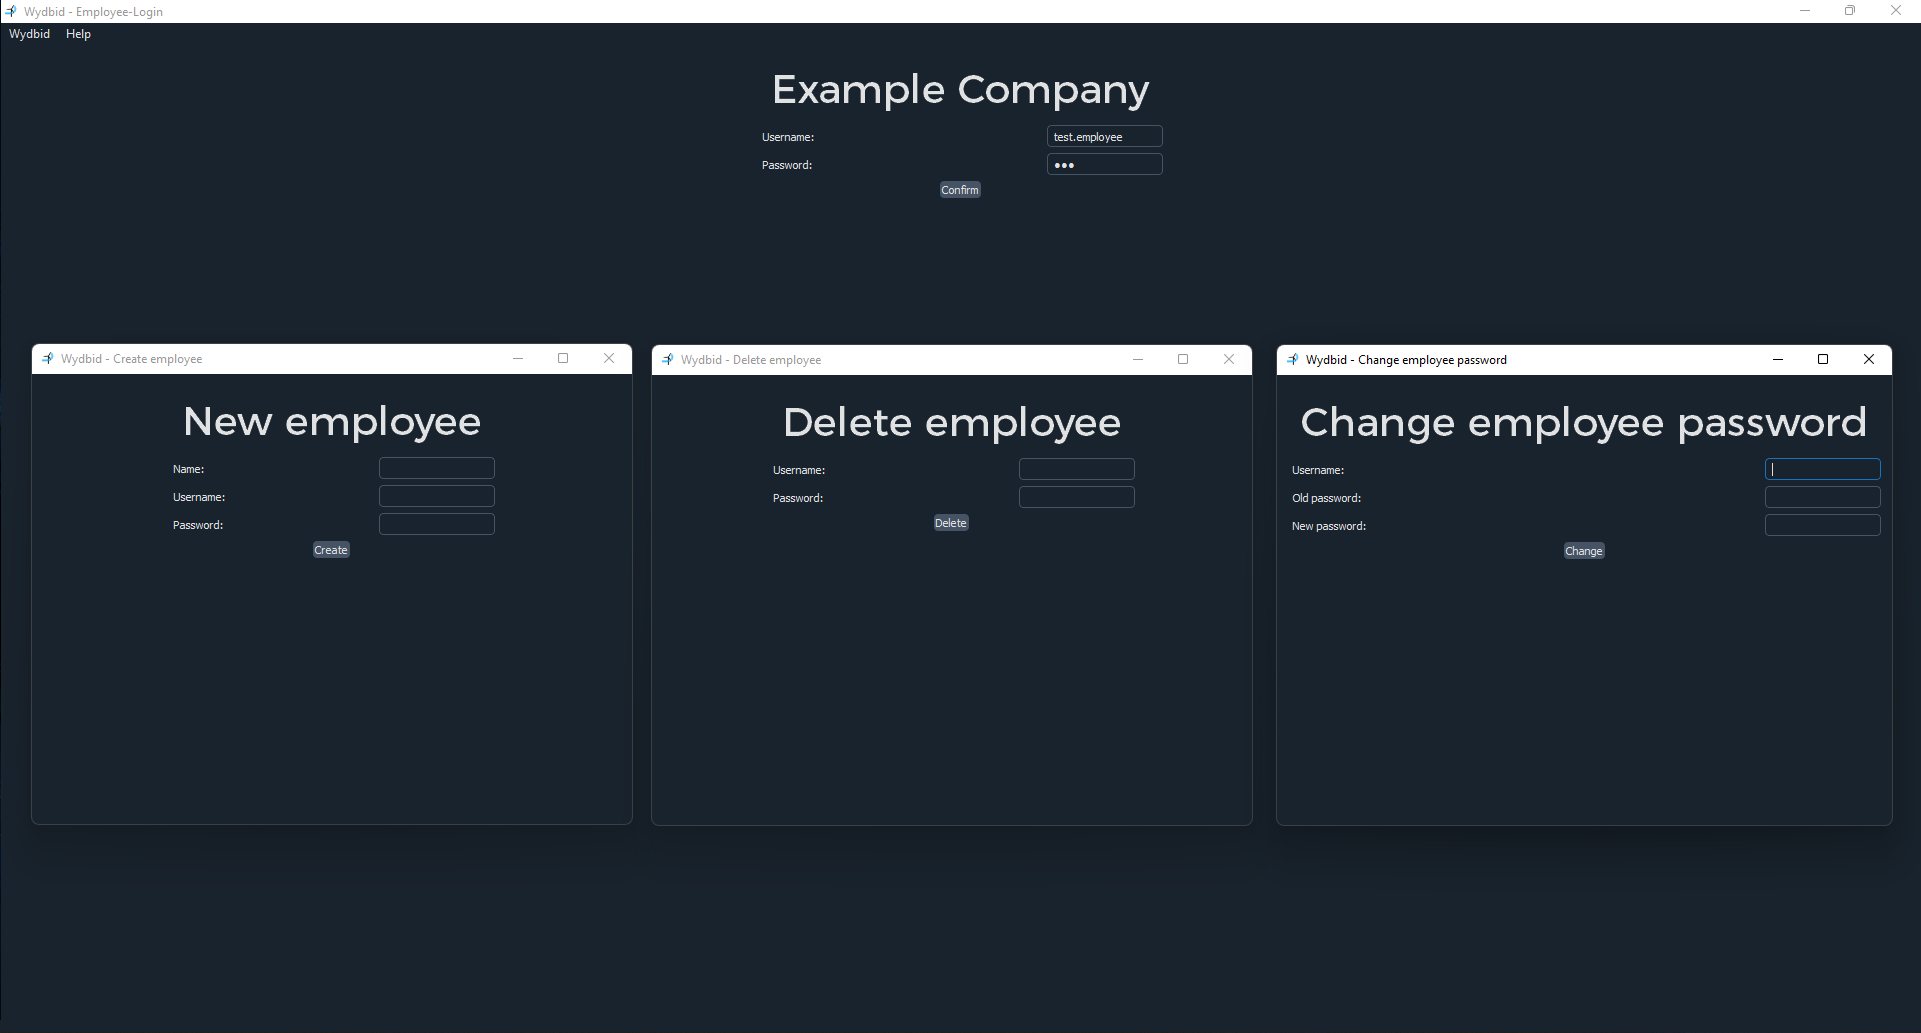 Wydbid - Employee-Login
Wydbid Help
Example Company
Username: test.employee
Password: •••
Confirm
Wydbid - Create employee
New employee
Name:
Username:
Password:
Create
Wydbid - Delete employee
Delete employee
Username:
Password:
Delete
Wydbid - Change employee password
Change employee password
Username:
Old password:
New password:
Change